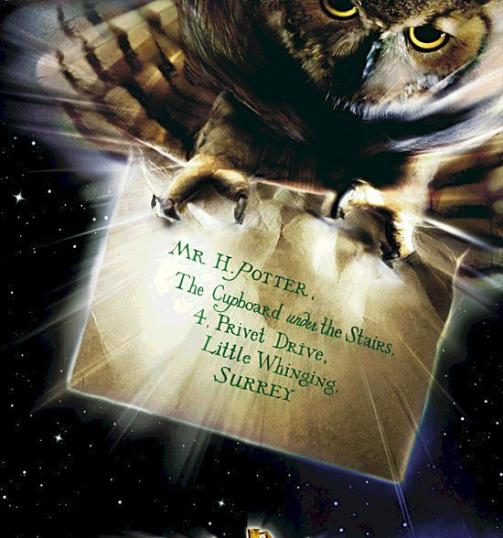 Mr H. Potter,
The Cupboard under the Stairs,
4, Privet Drive,
Little Whinging,
Surrey